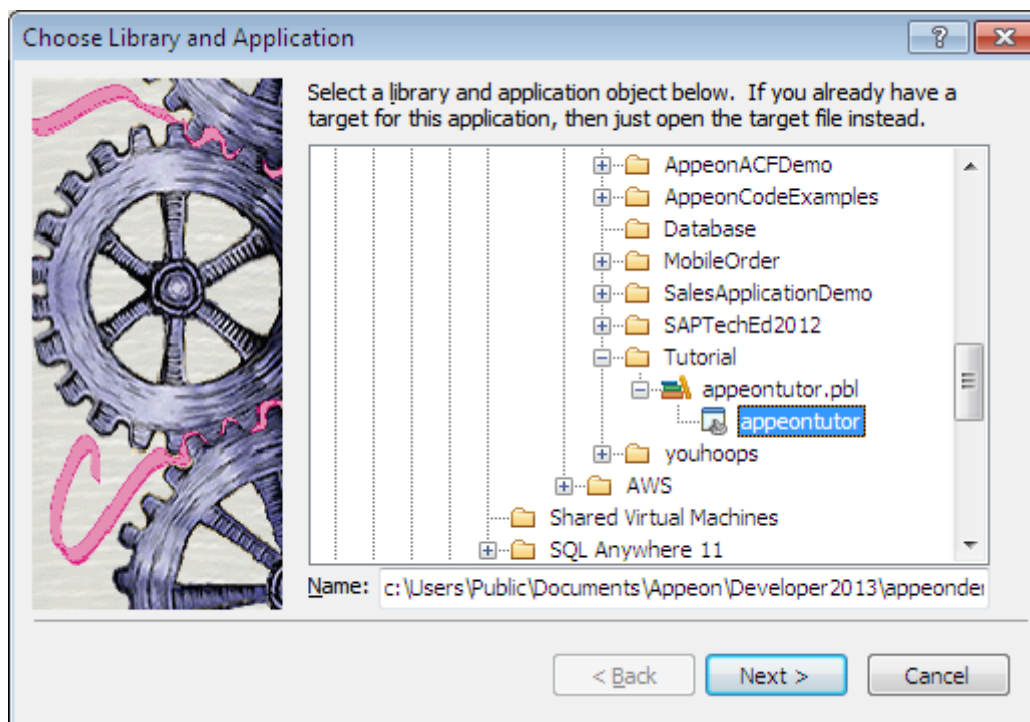 Choose Library and Application
Select a library and application object below. If you already have a
target for this application, then just open the target file instead.
AppeonACFDemo
AppeonCodeExamples
Database
MobileOrder
SalesApplicationDemo
SAPTechEd2012
Tutorial
appeontutor.pbl
appeontutor
youhoops
AWS
Shared Virtual Machines
SQL Anywhere 11
Name: c:\Users\Public\Documents\Appeon\Developer2013\appeonder
< Back Next > Cancel